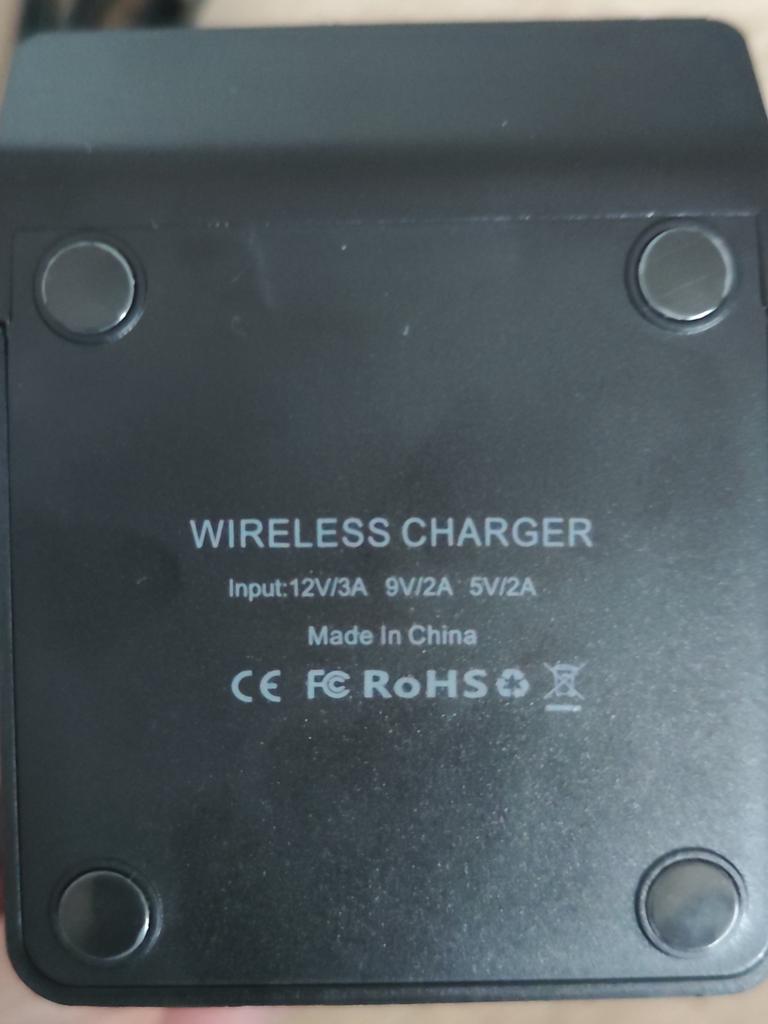 WIRELESS CHARGER
Input:12V/3A 9V/2A 5V/2A
Made In China
CE FC RoHS